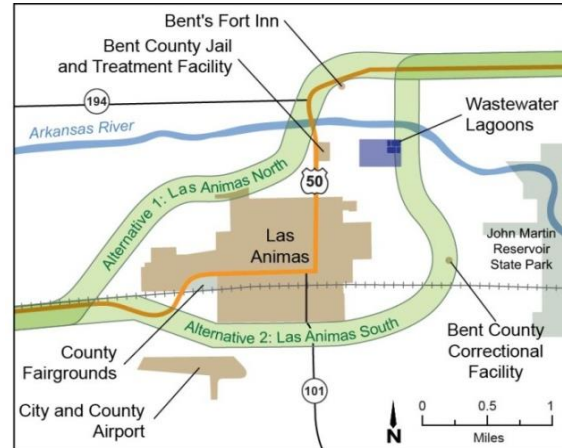 Bent's Fort Inn
Bent County Jail
and Treatment Facility
194
Wastewater
Lagoons
Arkansas River
50
Alternative 1: Las Animas North
Las
Animas
John Martin
Reservoir
State Park
Alternative 2: Las Animas South
County
Fairgrounds
Bent County
Correctional
Facility
City and County
Airport
101
N
0 0.5 1
Miles